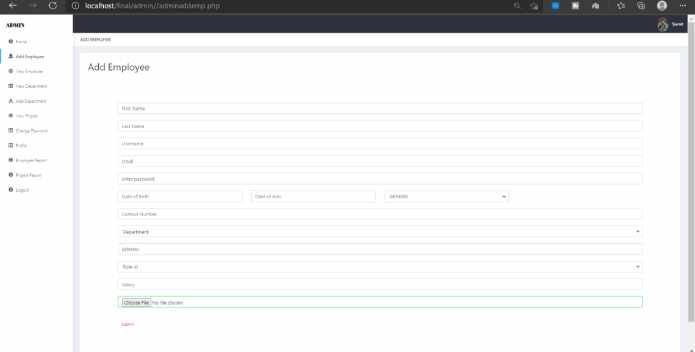 localhost/final/admin//adminaddemp.php
ADMIN
Sumit
ADD EMPLOYEE
Home
Add Employee
View Employee
View Department
Add Department
View Project
Change Password
Profile
Employee Report
Project Report
Logout
Add Employee
First Name
Last Name
Username
Email
Enter password
Date of Birth
Date of Join
GENDER
Contact Number
Department
Address
Role id
Salary
Choose File No file chosen
SUBMIT